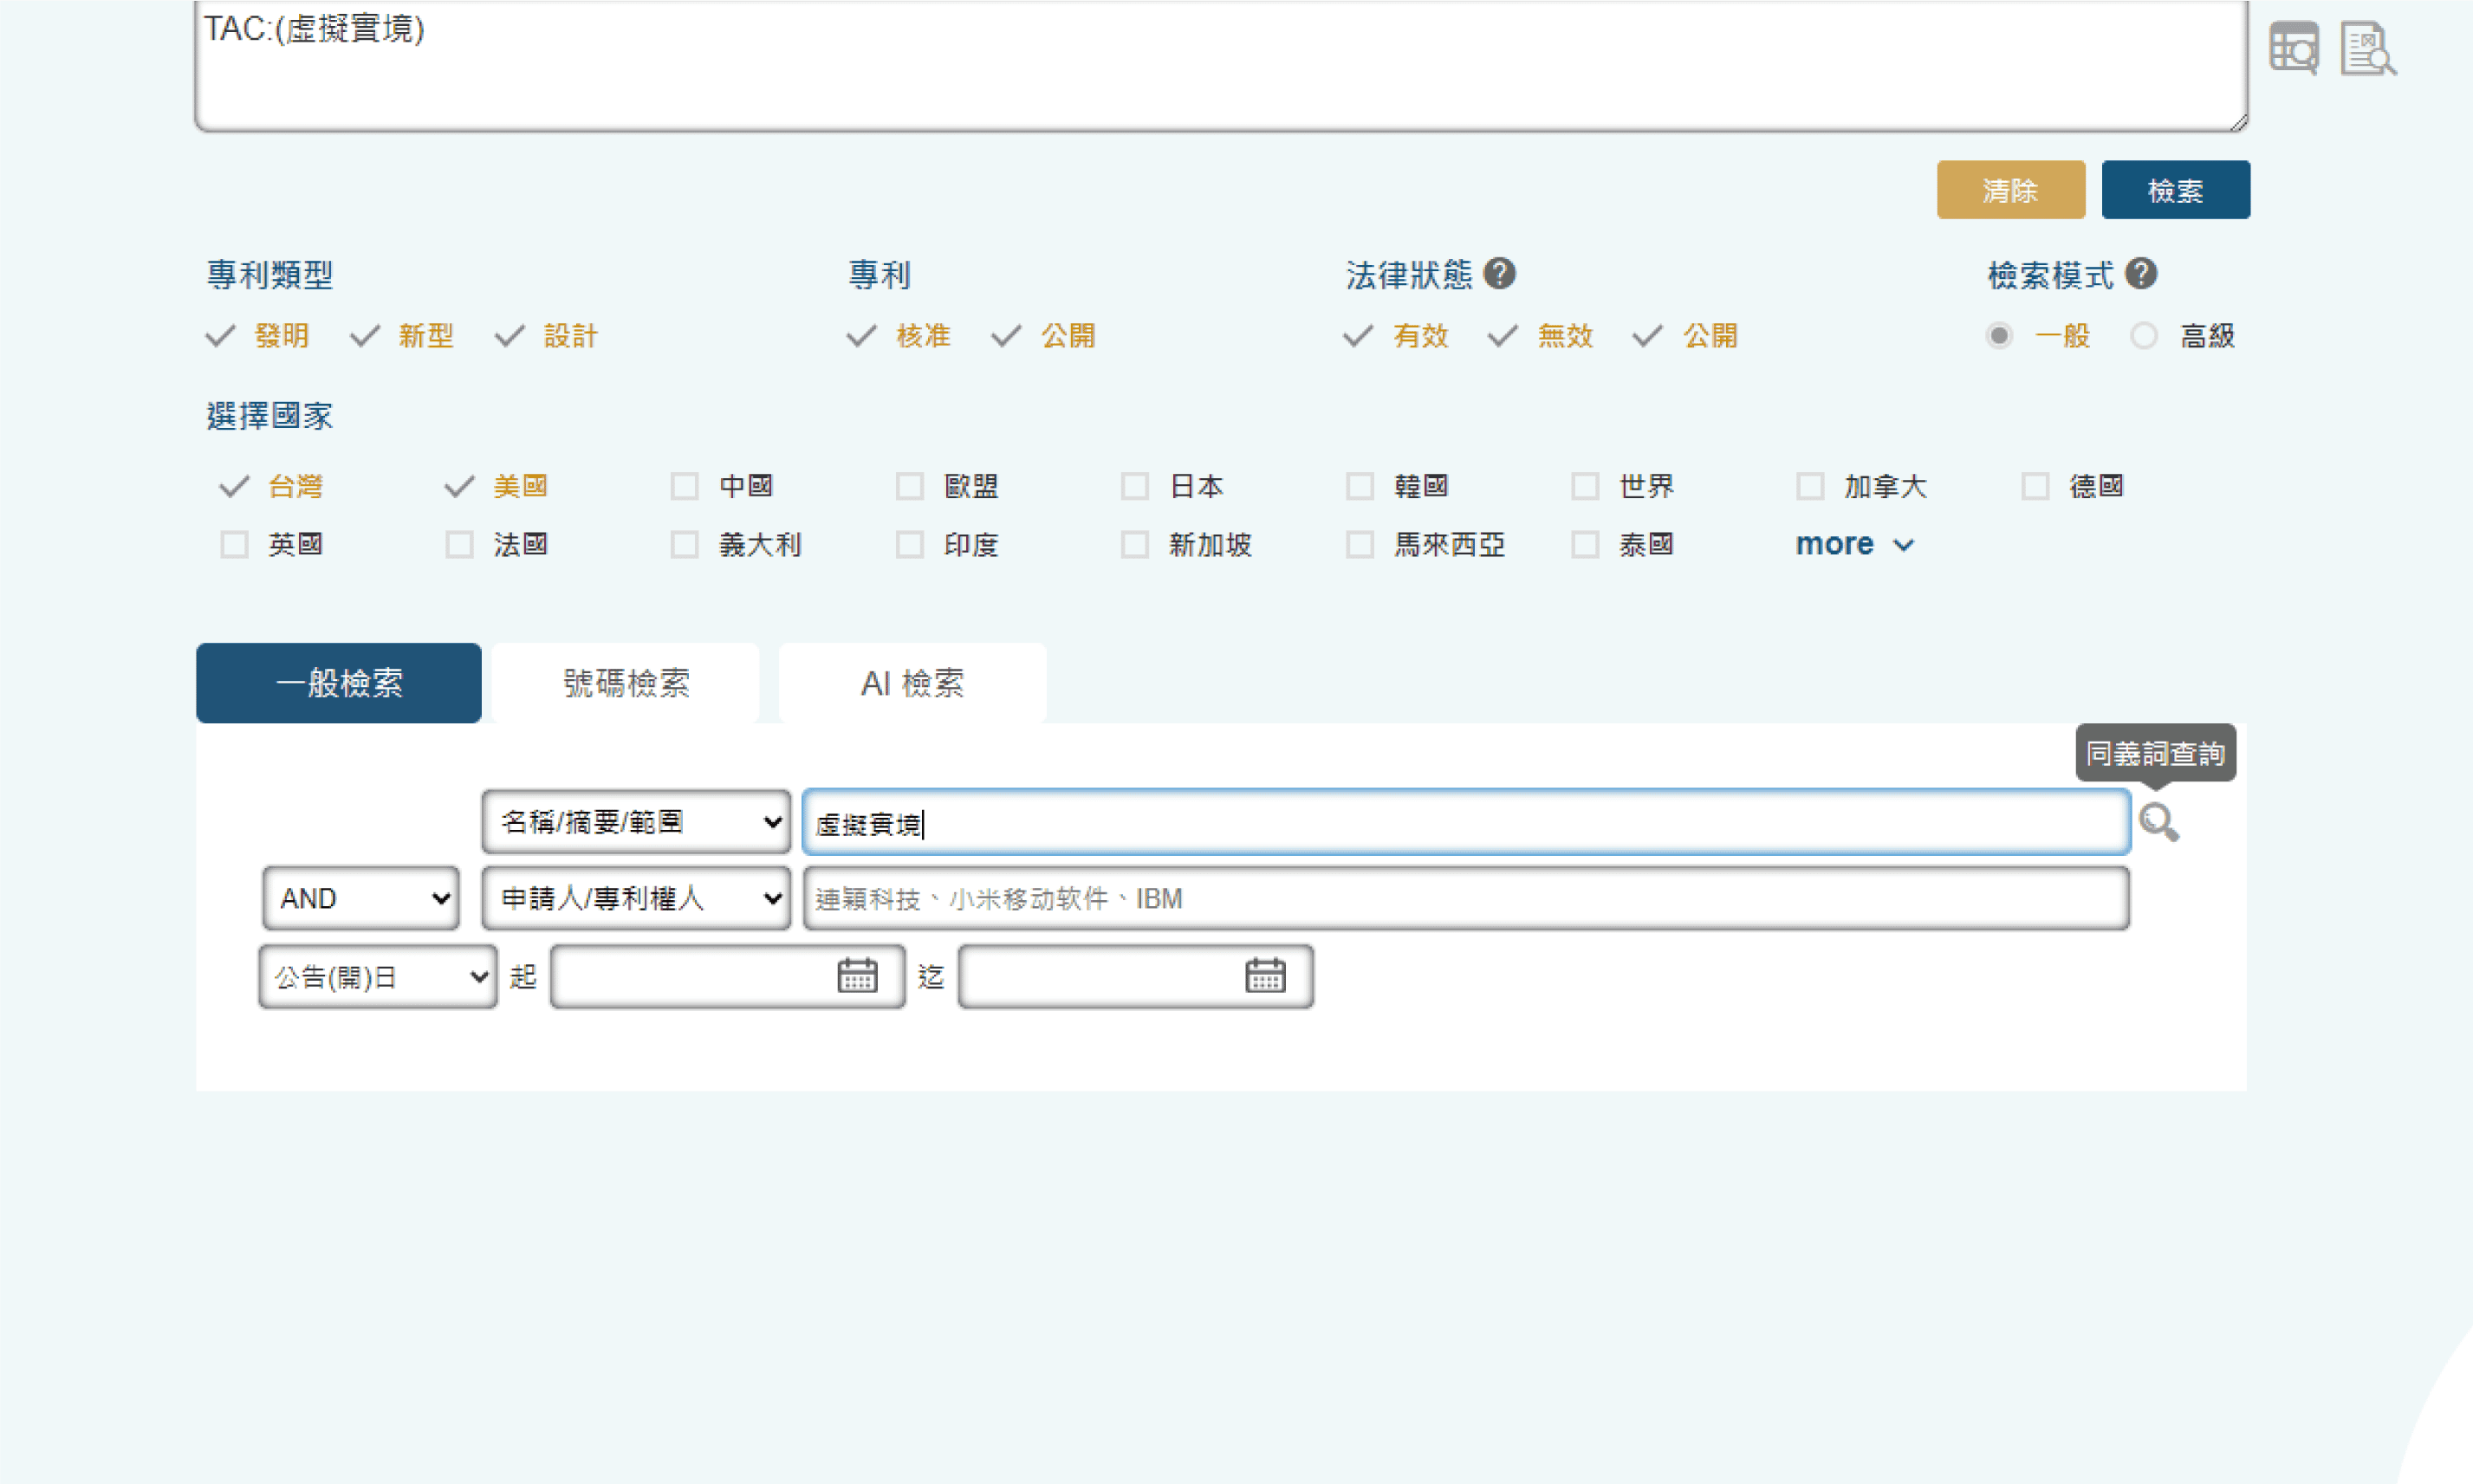 TAC:(虛擬實境)
清除 檢索
專利類型 專利 法律狀態 ? 檢索模式 ?
發明 新型 設計 核准 公開 有效 無效 公開 一般 高級
選擇國家
台灣 美國 中國 歐盟 日本 韓國 世界 加拿大 德國
英國 法國 義大利 印度 新加坡 馬來西亞 泰國 more
一般檢索 號碼檢索 AI 檢索
同義詞查詢
名稱/摘要/範圍 虛擬實境
AND 申請人/專利權人 連穎科技、小米移动软件、IBM
公告(開)日 起 迄